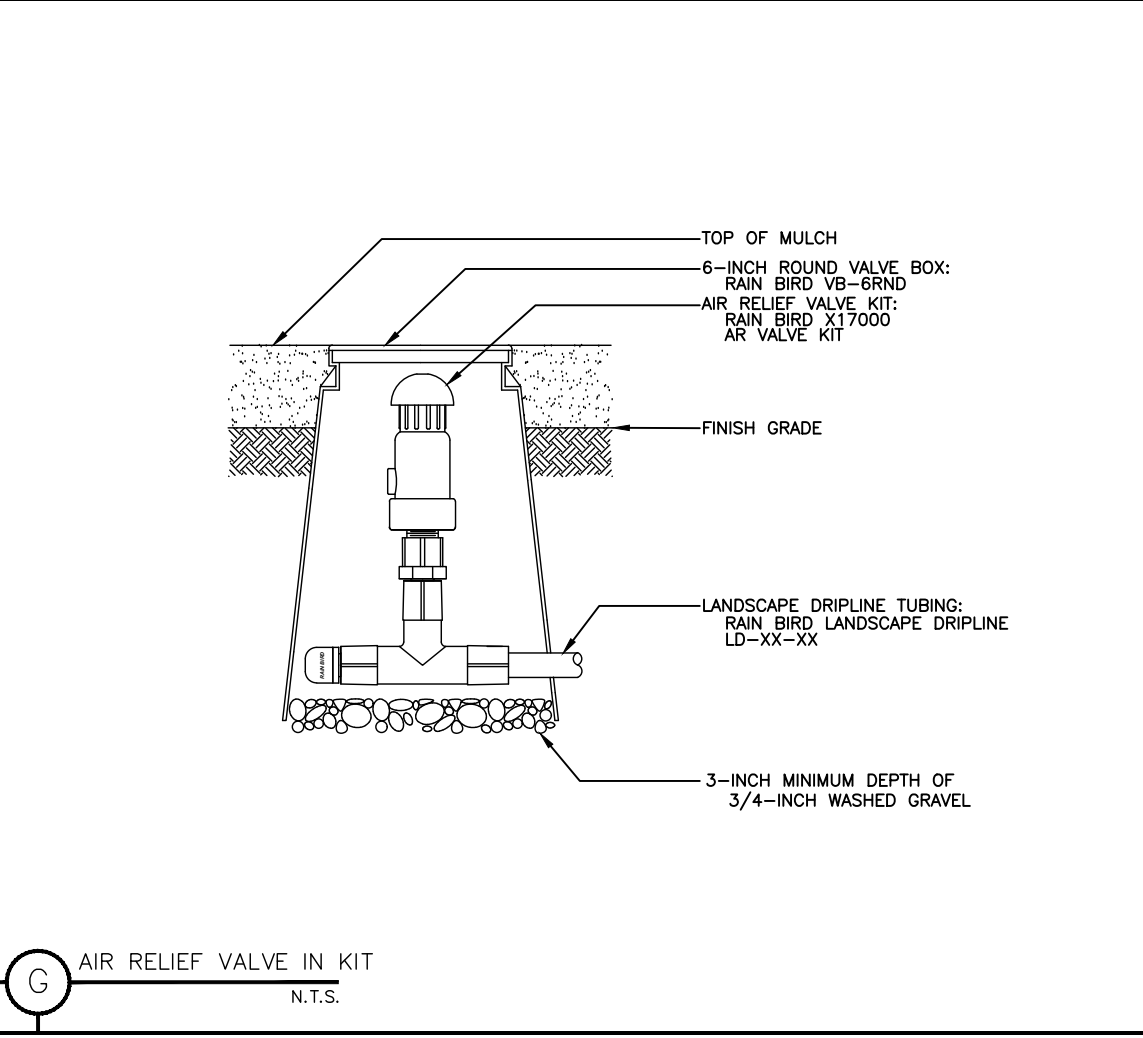 TOP OF MULCH
6-INCH ROUND VALVE BOX:
RAIN BIRD VB-6RND
AIR RELIEF VALVE KIT:
RAIN BIRD X17000
AR VALVE KIT
FINISH GRADE
LANDSCAPE DRIPLINE TUBING:
RAIN BIRD LANDSCAPE DRIPLINE
LD-XX-XX
RAIN BIRD
3-INCH MINIMUM DEPTH OF
3/4-INCH WASHED GRAVEL
G
AIR RELIEF VALVE IN KIT
N.T.S.